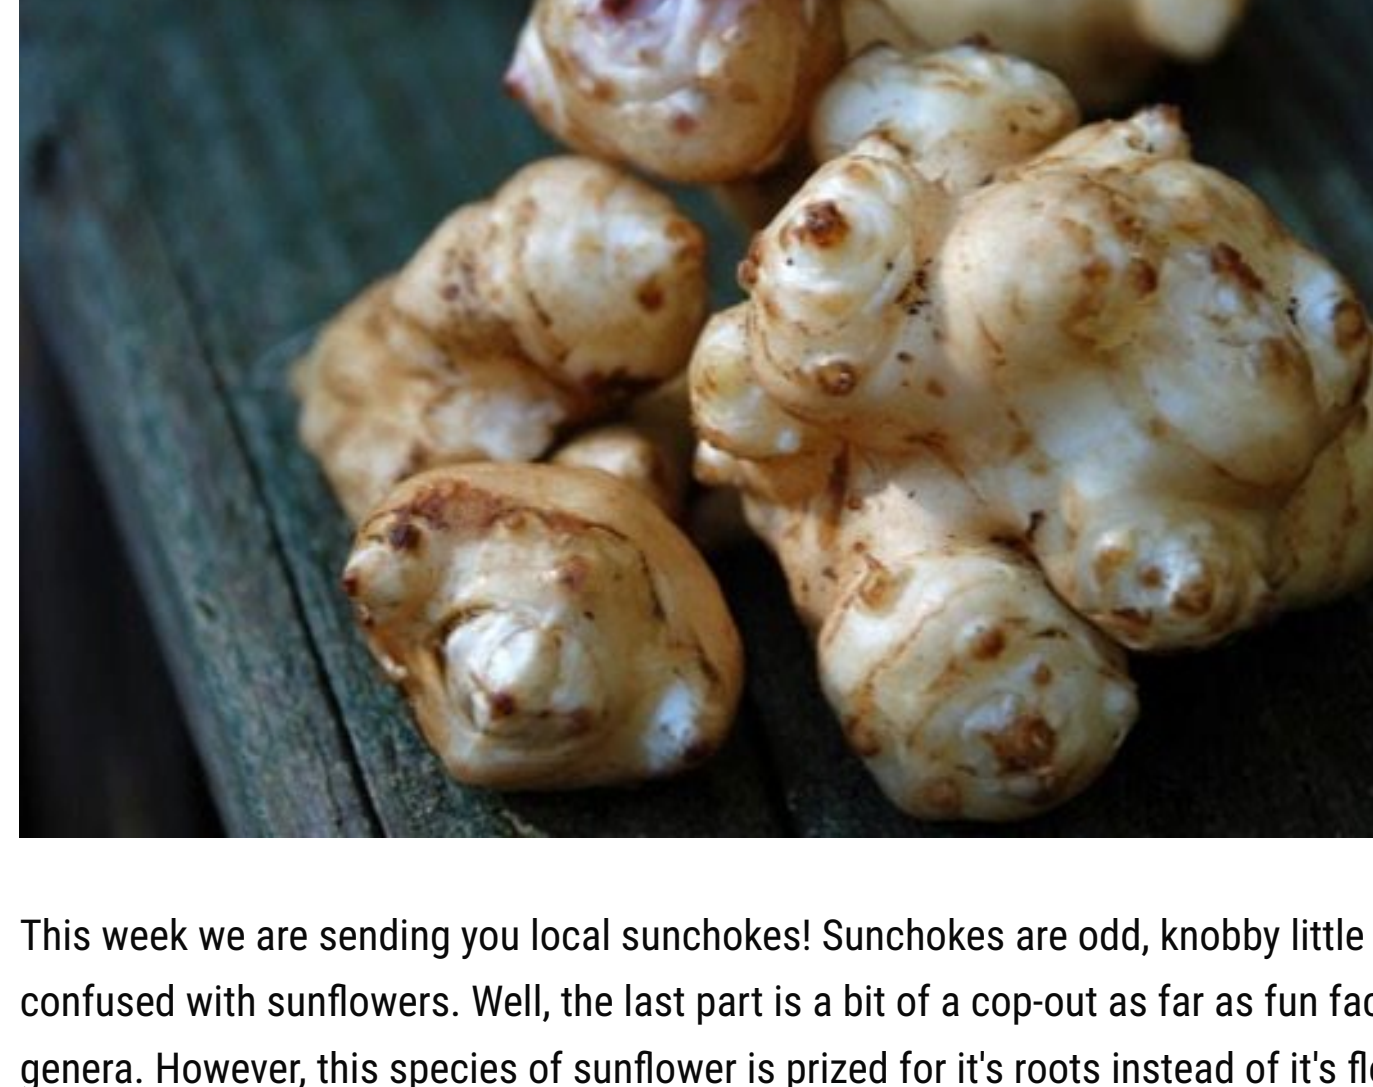 This week we are sending you local sunchokes! Sunchokes are odd, knobby little
confused with sunflowers. Well, the last part is a bit of a cop-out as far as fun
genera. However, this species of sunflower is prized for it's roots instead of it's